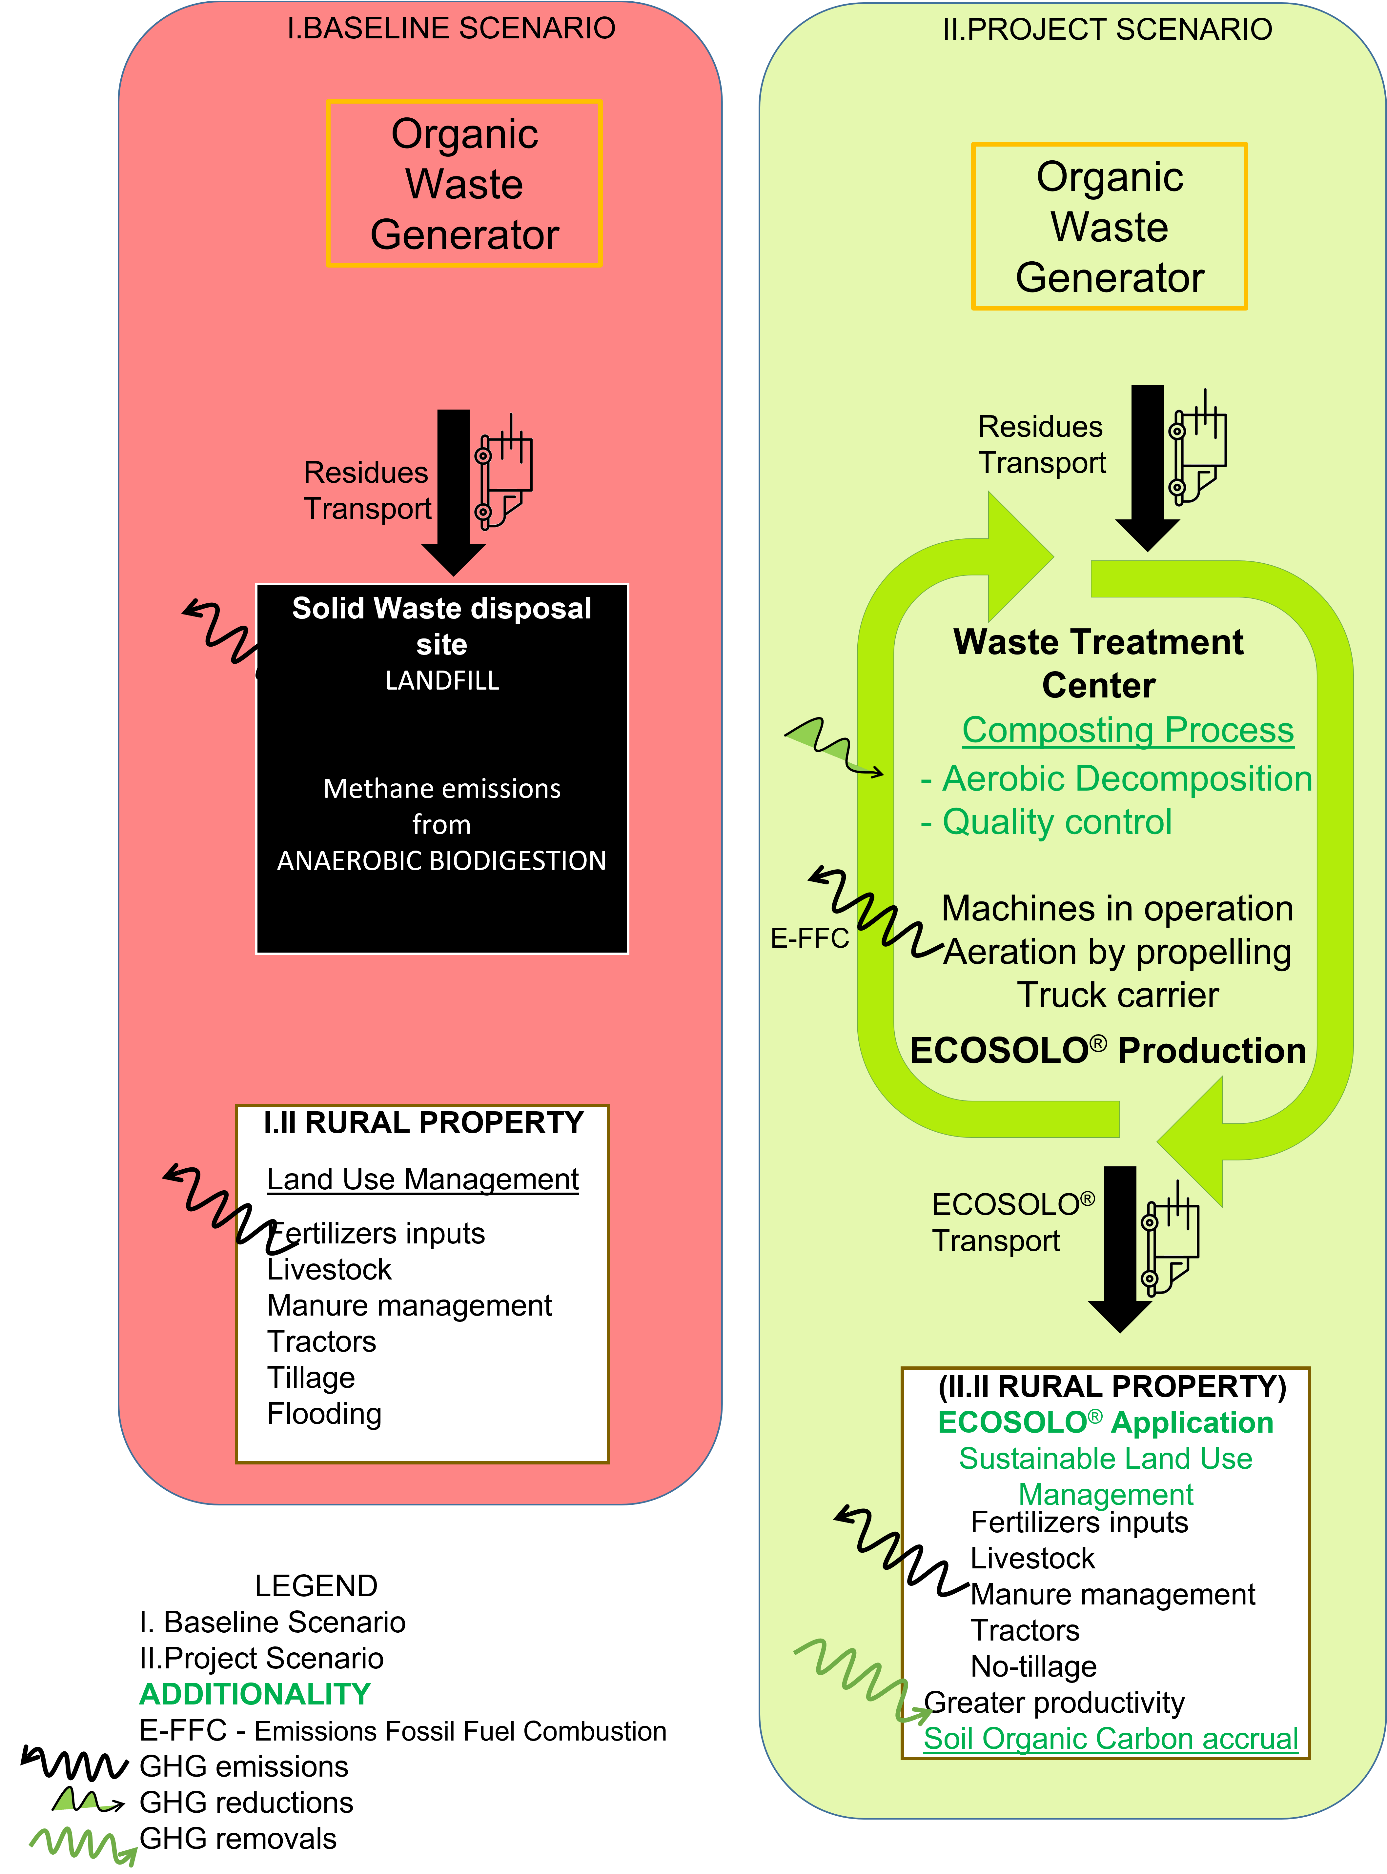 I.BASELINE SCENARIO
Organic
Waste
Generator
Residues
Transport
Solid Waste disposal
site
LANDFILL
Methane emissions
from
ANAEROBIC BIODIGESTION
I.II RURAL PROPERTY
Land Use Management
Fertilizers inputs
Livestock
Manure management
Tractors
Tillage
Flooding
II.PROJECT SCENARIO
Organic
Waste
Generator
Residues
Transport
Waste Treatment
Center
Composting Process
- Aerobic Decomposition
- Quality control
E-FFC
Machines in operation
Aeration by propelling
Truck carrier
ECOSOLO® Production
ECOSOLO®
Transport
(II.II RURAL PROPERTY)
ECOSOLO® Application
Sustainable Land Use
Management
Fertilizers inputs
Livestock
Manure management
Tractors
No-tillage
Greater productivity
Soil Organic Carbon accrual
LEGEND
I. Baseline Scenario
II.Project Scenario
ADDITIONALITY
E-FFC - Emissions Fossil Fuel Combustion
GHG emissions
GHG reductions
GHG removals